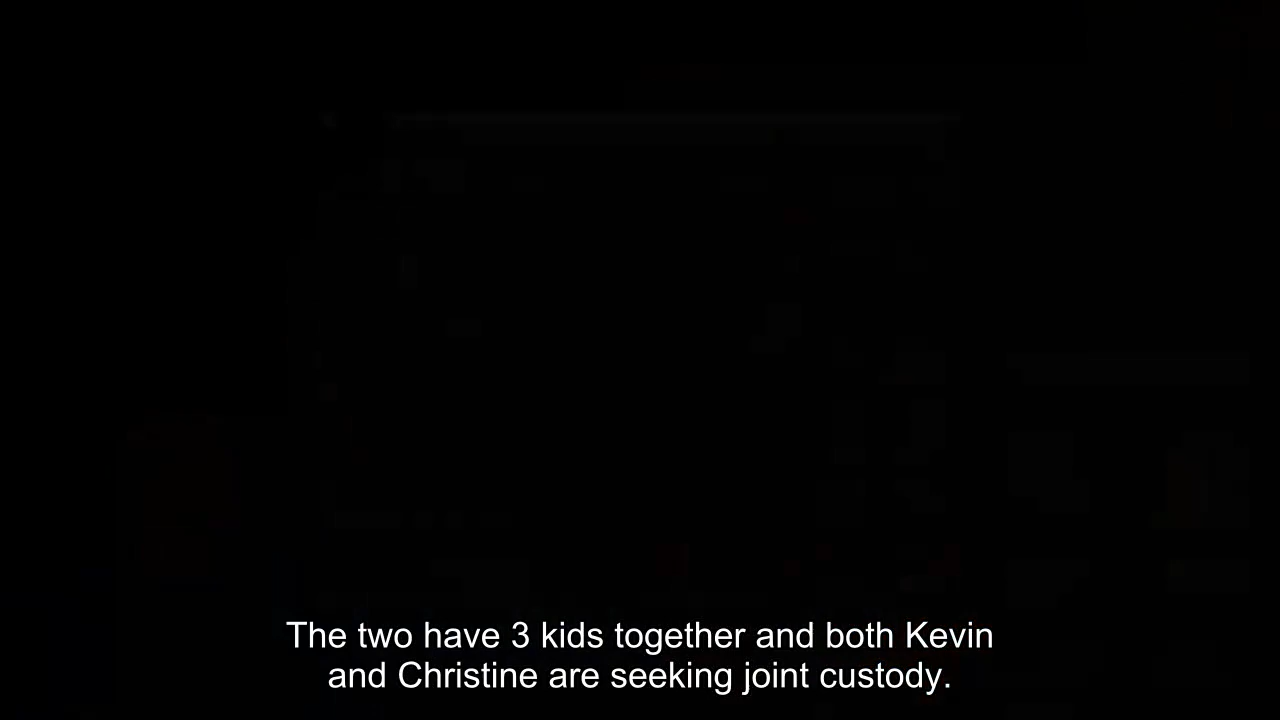 The two have 3 kids together and both Kevin
and Christine are seeking joint custody.